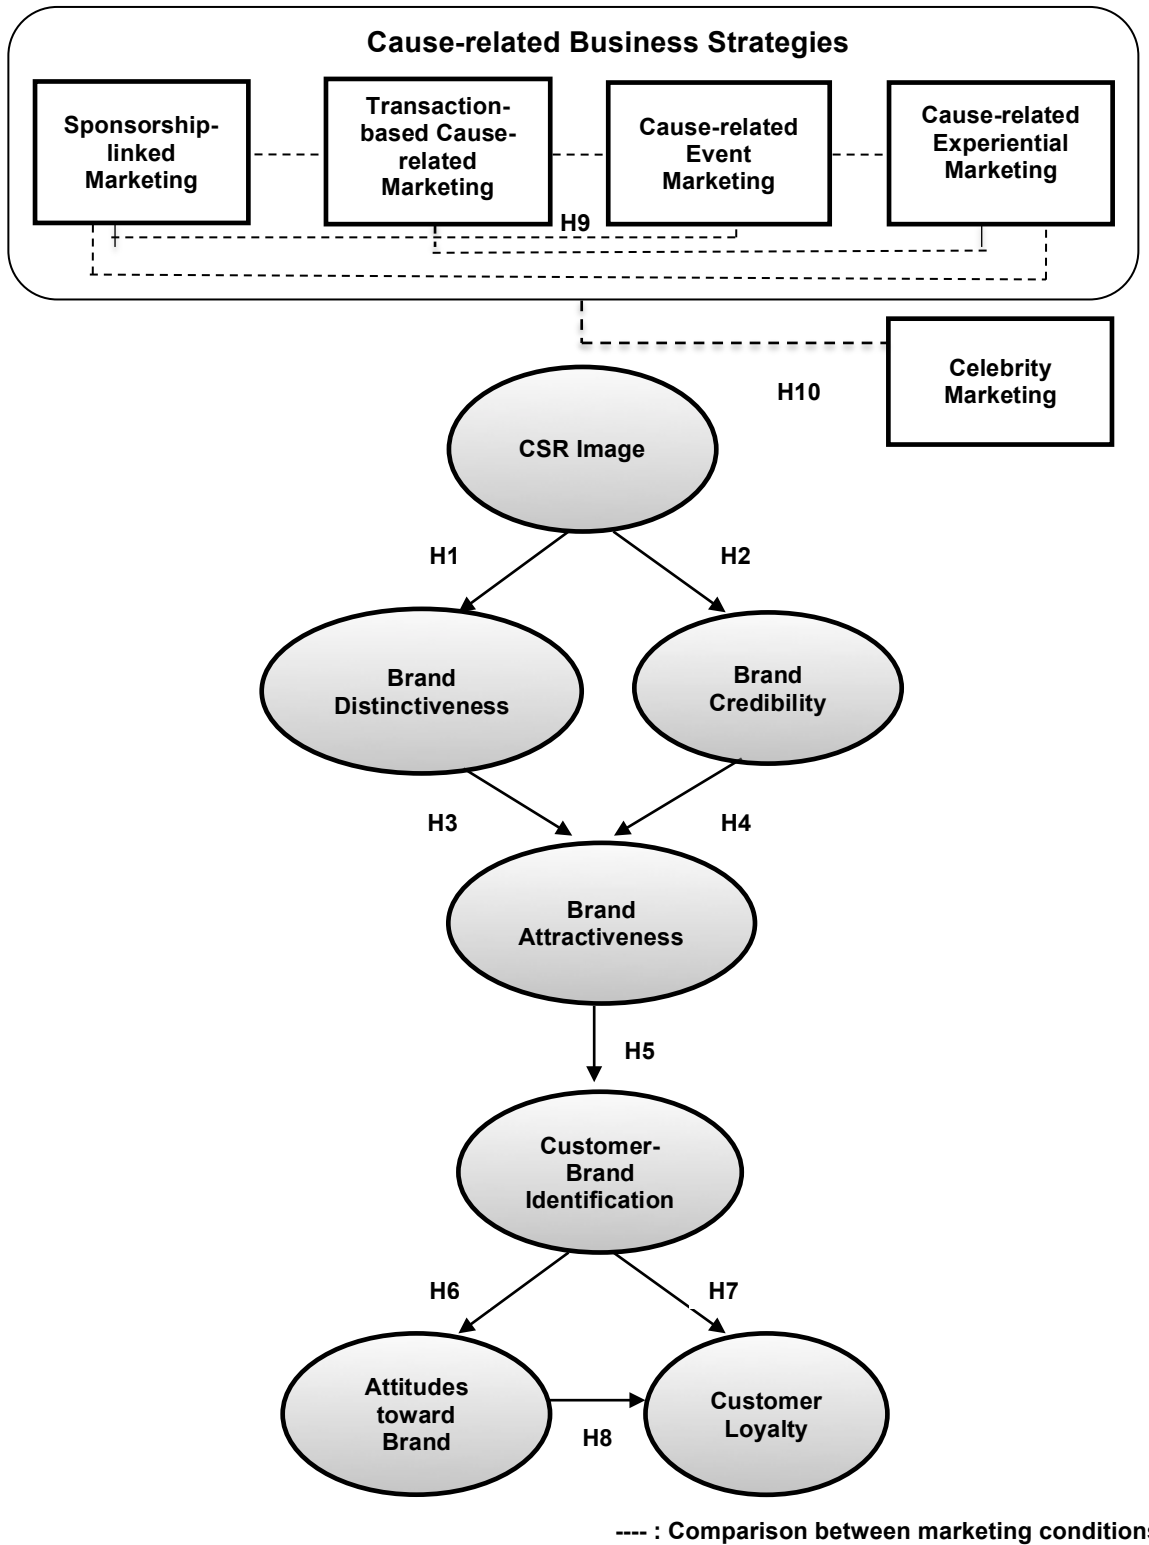 Cause-related Business Strategies
Sponsorship-
linked
Marketing
Transaction-
based Cause-
related
Marketing
Cause-related
Event
Marketing
Cause-related
Experiential
Marketing
H9
Celebrity
Marketing
H10
CSR Image
H1
H2
Brand
Distinctiveness
Brand
Credibility
H3
H4
Brand
Attractiveness
H5
Customer-
Brand
Identification
H6
H7
Attitudes
toward
Brand
Customer
Loyalty
H8
---- : Comparison between marketing conditions